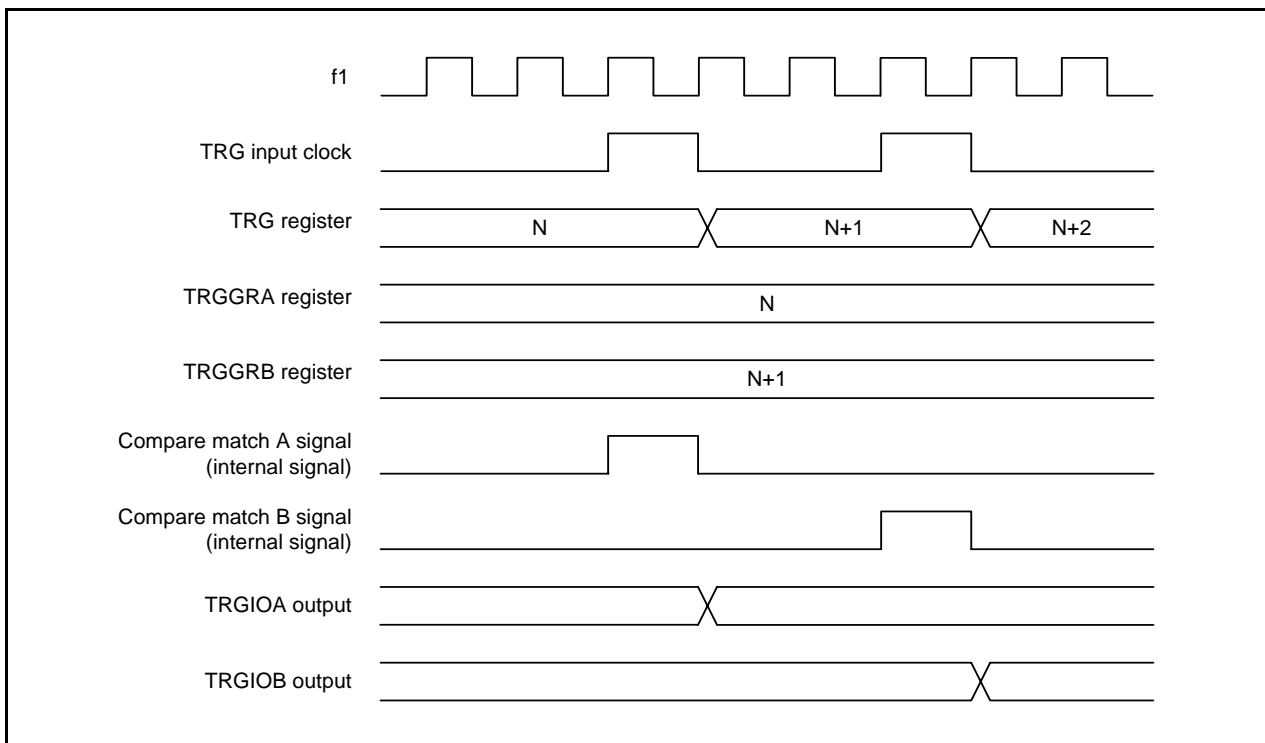 f1
TRG input clock
TRG register
N
N+1
N+2
TRGGRA register
N
TRGGRB register
N+1
Compare match A signal
(internal signal)
Compare match B signal
(internal signal)
TRGIOA output
TRGIOB output